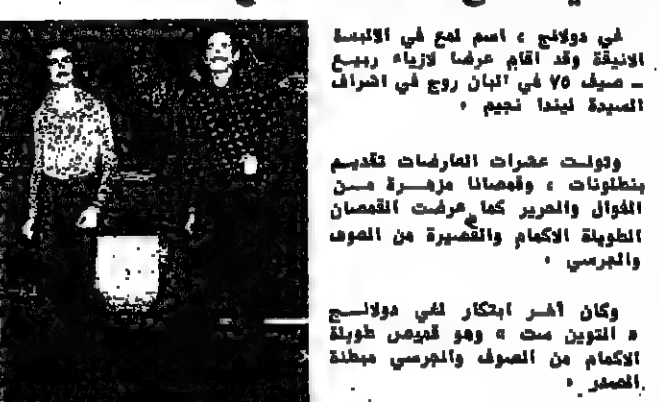 غي دولانج ، اسم لمع في الالبسة
الانيقة وقد اقام عرضا لازياء ربيع
ـ صيف ٧٥ في البان روج في اشراف
السيدة ليندا نجيم .
وتولت عشرات العارضات تقديم
بنطلونات ، وقمصانا مزهرة من
الفوال والحرير كما عرضت القمصان
الطويلة الاكمام والقصيرة من الصوف
والجرسي .
وكان آخر ابتكار لغي دولانج
« التوين ست » وهو قميص طويلة
الاكمام من الصوف والجرسي مبطنة
الصدر .